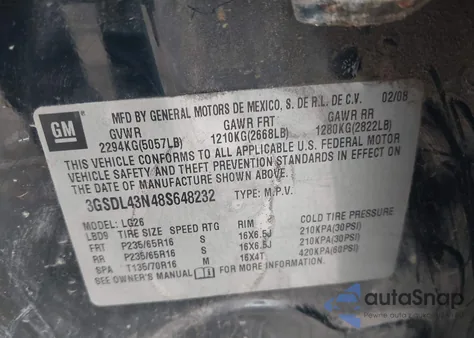 GM
MFD BY GENERAL MOTORS DE MEXICO, S. DE R.L. DE C.V. 02/08
GVWR GAWR FRT GAWR RR
2294KG(5057LB) 1210KG(2668LB) 1280KG(2822LB)
THIS VEHICLE CONFORMS TO ALL APPLICABLE U.S. FEDERAL MOTOR
VEHICLE SAFETY AND THEFT PREVENTION STANDARDS IN EFFECT ON
THE DATE OF MANUFACTURE SHOWN ABOVE.
3GSDL43N48S648232 TYPE: M.P.V.
MODEL: LG26
LBD9 TIRE SIZE SPEED RTG RIM COLD TIRE PRESSURE
FRT P235/65R16 S 16X6.5J 210KPA(30PSI)
RR P235/65R16 S 16X6.5J 210KPA(30PSI)
SPA T135/70R16 M 16X4T 420KPA(60PSI)
SEE OWNER'S MANUAL FOR MORE INFORMATION.
autoSnap